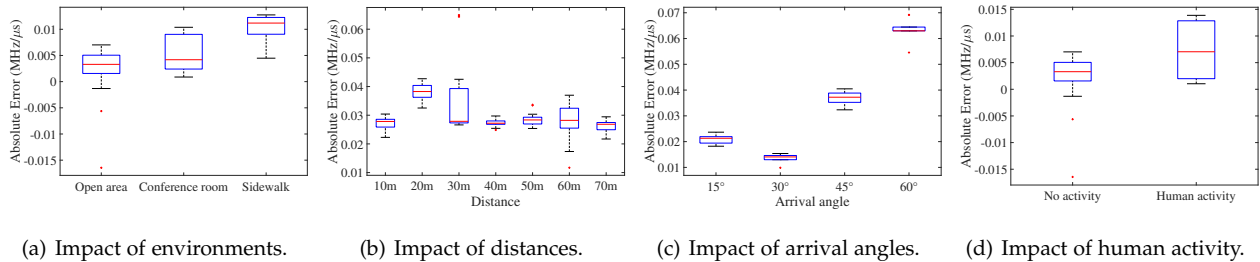 Absolute Error (MHz/μs)
0.01
0.005
0
-0.005
-0.01
-0.015
Open area Conference room Sidewalk
(a) Impact of environments.
Absolute Error (MHz/μs)
0.06
0.05
0.04
0.03
0.02
0.01
10m 20m 30m 40m 50m 60m 70m
Distance
(b) Impact of distances.
Absolute Error (MHz/μs)
0.07
0.06
0.05
0.04
0.03
0.02
0.01
15° 30° 45° 60°
Arrival angle
(c) Impact of arrival angles.
Absolute Error (MHz/μs)
0.015
0.01
0.005
0
-0.005
-0.01
-0.015
No activity Human activity
(d) Impact of human activity.